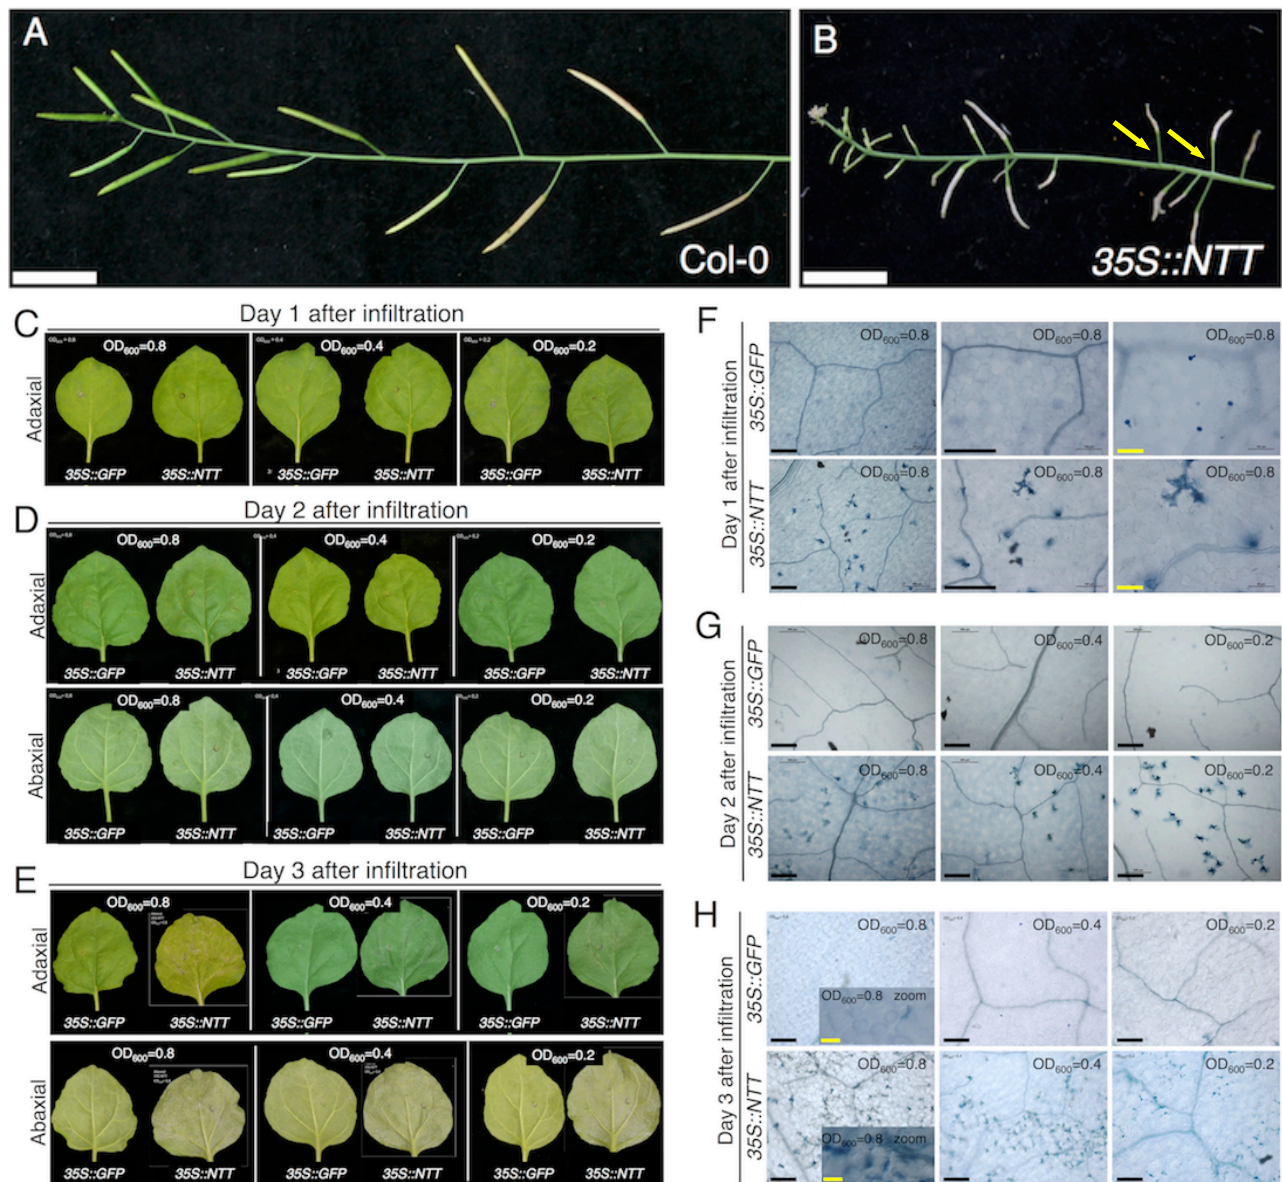 A
Col-0
B
35S::NTT
C
Day 1 after infiltration
Adaxial
OD600=0.8
OD600=0.4
OD600=0.2
35S::GFP
35S::NTT
35S::GFP
35S::NTT
35S::GFP
35S::NTT
D
Day 2 after infiltration
Adaxial
OD600=0.8
OD600=0.4
OD600=0.2
35S::GFP
35S::NTT
35S::GFP
35S::NTT
35S::GFP
35S::NTT
Abaxial
OD600=0.8
OD600=0.4
OD600=0.2
35S::GFP
35S::NTT
35S::GFP
35S::NTT
35S::GFP
35S::NTT
E
Day 3 after infiltration
Adaxial
OD600=0.8
OD600=0.4
OD600=0.2
35S::GFP
35S::NTT
35S::GFP
35S::NTT
35S::GFP
35S::NTT
Abaxial
OD600=0.8
OD600=0.4
OD600=0.2
35S::GFP
35S::NTT
35S::GFP
35S::NTT
35S::GFP
35S::NTT
F
Day 1 after infiltration
35S::GFP
OD600=0.8
OD600=0.8
OD600=0.8
35S::NTT
OD600=0.8
OD600=0.8
OD600=0.8
G
Day 2 after infiltration
35S::GFP
OD600=0.8
OD600=0.4
OD600=0.2
35S::NTT
OD600=0.8
OD600=0.4
OD600=0.2
H
Day 3 after infiltration
35S::GFP
OD600=0.8
OD600=0.8 zoom
OD600=0.4
OD600=0.2
35S::NTT
OD600=0.8
OD600=0.8 zoom
OD600=0.4
OD600=0.2